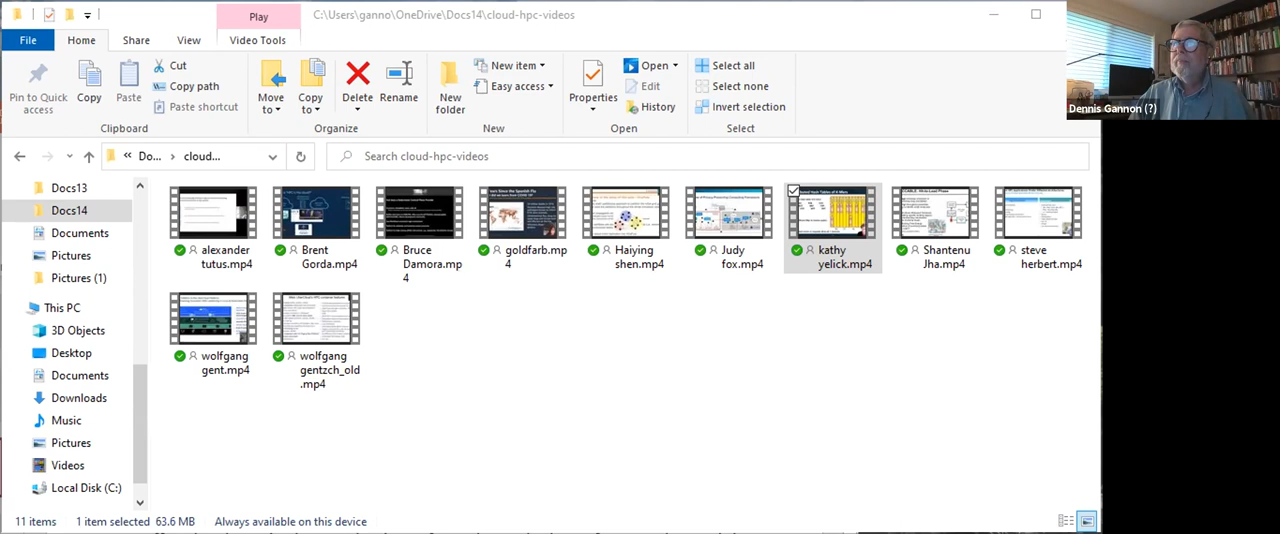 Play
C:\Users\ganno\OneDrive\Docs14\cloud-hpc-videos
File
Home
Share
View
Video Tools
Pin to Quick access
Copy
Paste
Cut
Copy path
Paste shortcut
Clipboard
Move to
Copy to
Delete
Rename
Organize
New folder
New item
Easy access
New
Properties
Open
Edit
History
Open
Select all
Select none
Invert selection
Select
Dennis Gannon (?)
« Do... > cloud...
Search cloud-hpc-videos
Docs13
Docs14
Documents
Pictures
Pictures (1)
This PC
3D Objects
Desktop
Documents
Downloads
Music
Pictures
Videos
Local Disk (C:)
alexander
tutus.mp4
Brent
Gorda.mp4
Bruce
Damora.mp
4
goldfarb.mp
4
Haiying
shen.mp4
Judy
fox.mp4
kathy
yelick.mp4
Shantenu
Jha.mp4
steve
herbert.mp4
wolfgang
gent.mp4
wolfgang
gentzch_old
.mp4
11 items
1 item selected 63.6 MB
Always available on this device